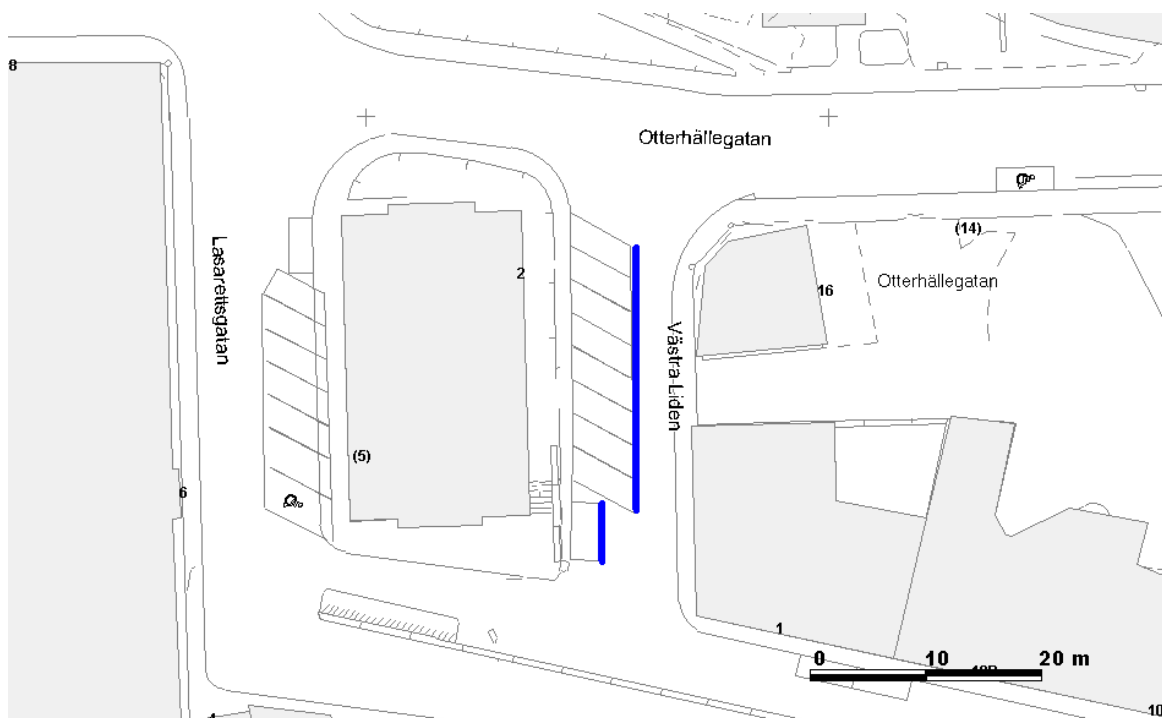 8
Otterhällegatan
(14)
2
Otterhällegatan
16
Lasarettsgatan
Västra-Liden
(5)
6
1
0 10 20 m
10